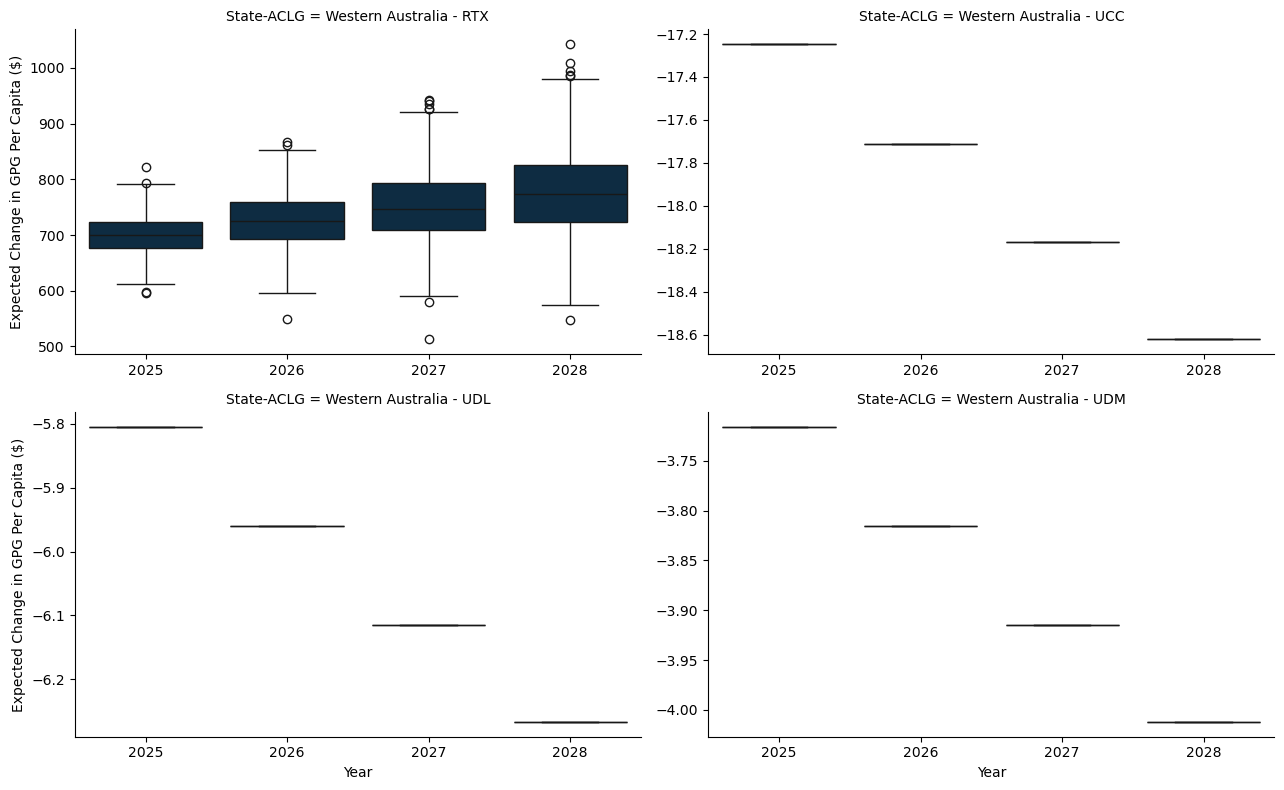 State-ACLG = Western Australia - RTX
Expected Change in GPG Per Capita ($)
1000
900
800
700
600
500
2025 2026 2027 2028
State-ACLG = Western Australia - UCC
−17.2
−17.4
−17.6
−17.8
−18.0
−18.2
−18.4
−18.6
2025 2026 2027 2028
State-ACLG = Western Australia - UDL
Expected Change in GPG Per Capita ($)
−5.8
−5.9
−6.0
−6.1
−6.2
2025 2026 2027 2028
Year
State-ACLG = Western Australia - UDM
−3.75
−3.80
−3.85
−3.90
−3.95
−4.00
2025 2026 2027 2028
Year